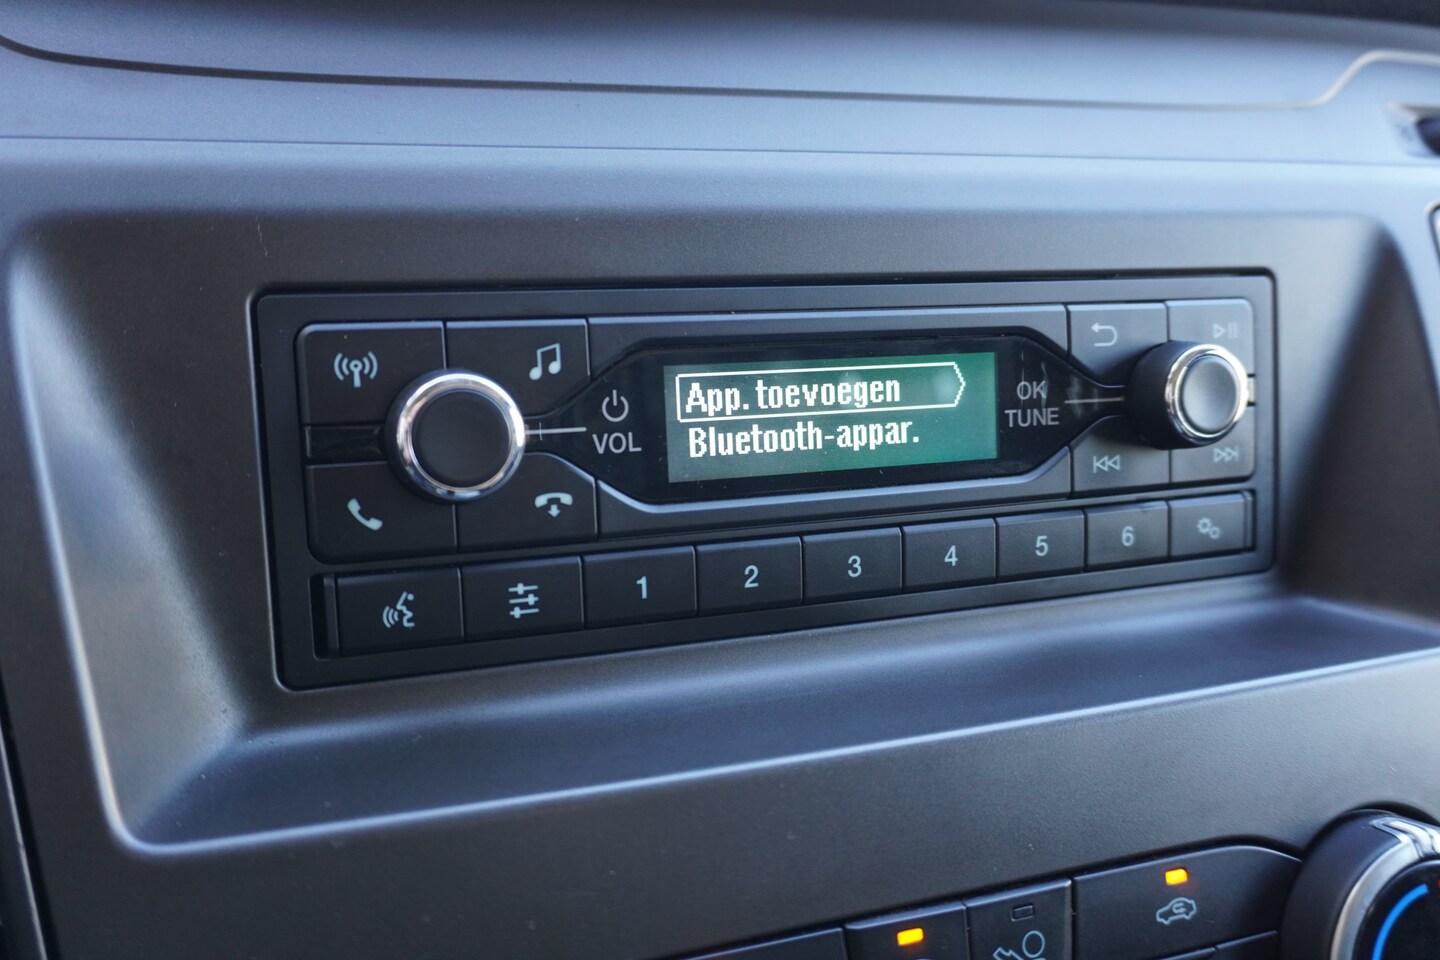 App. toevoegen
Bluetooth-appar.
VOL
OK
TUNE
1
2
3
4
5
6